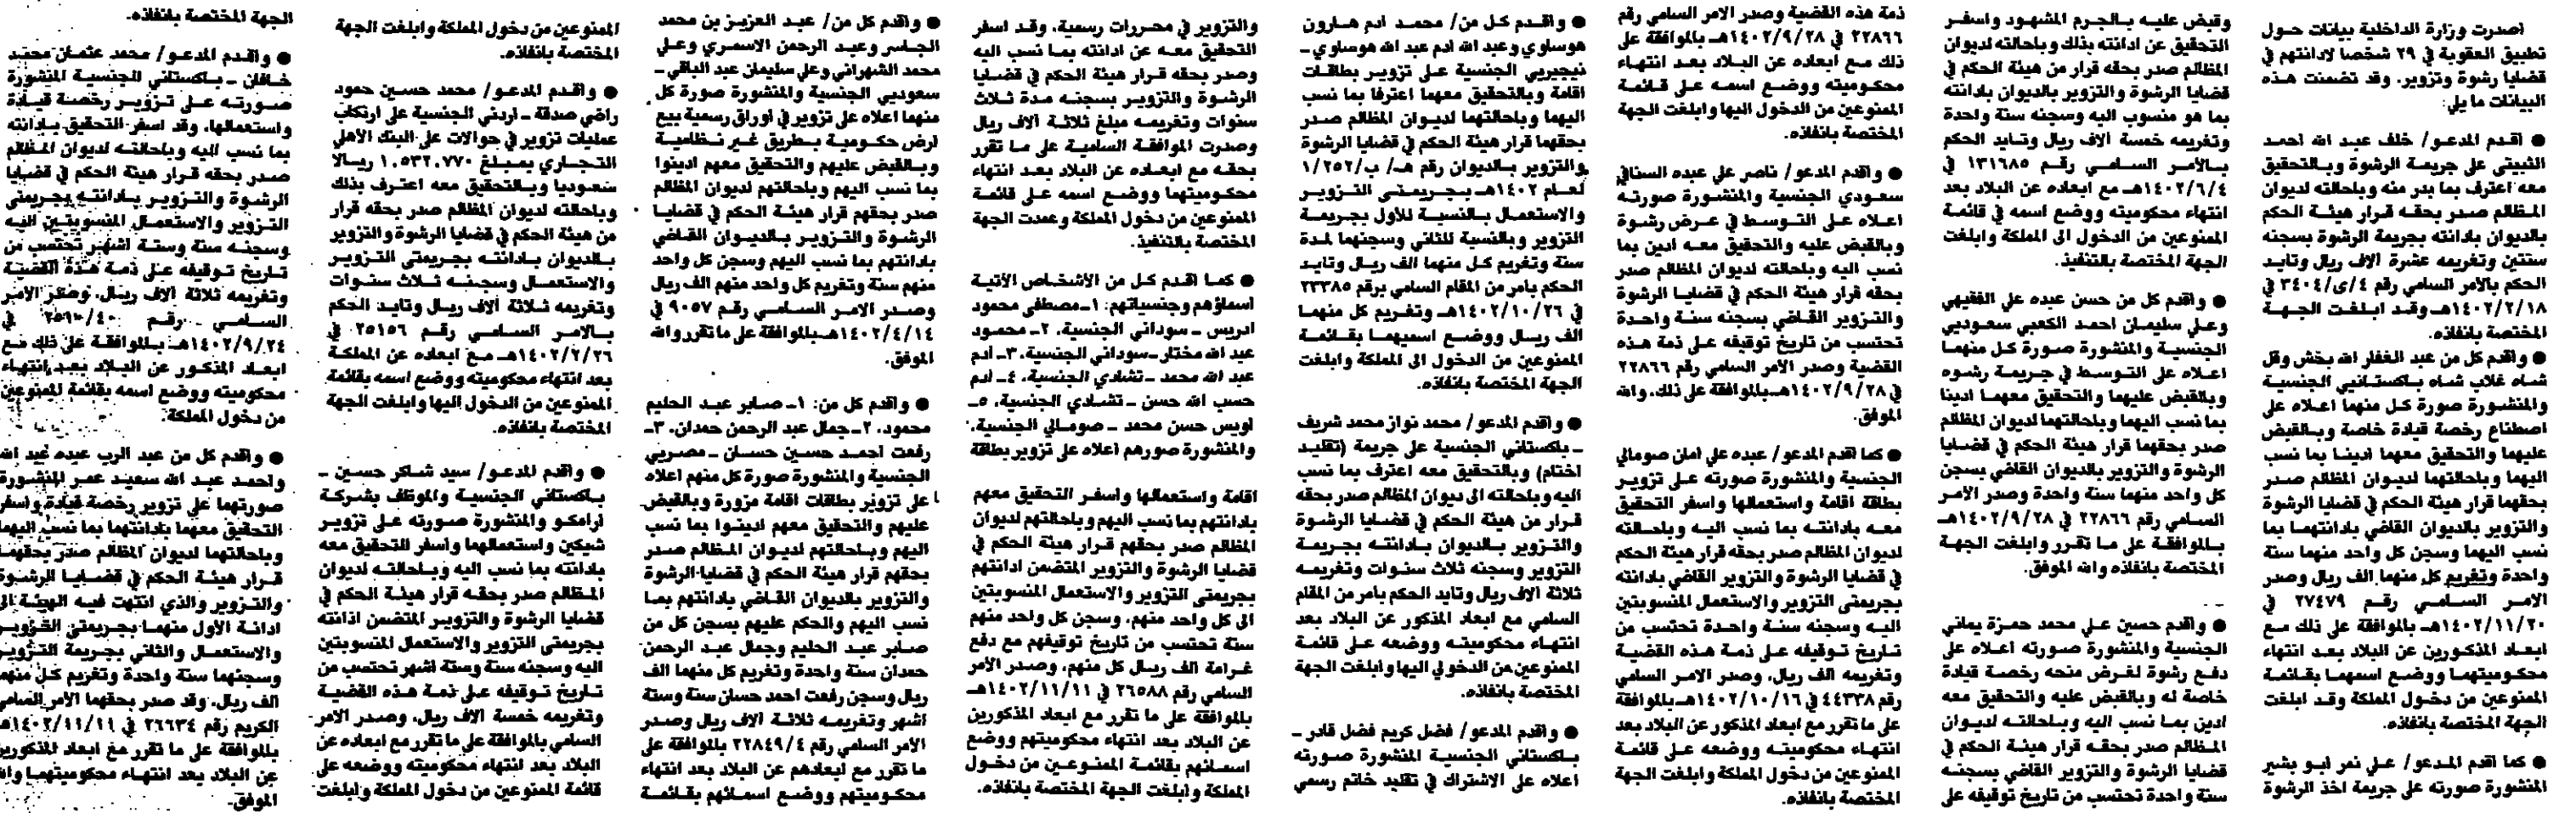 اصدرت وزارة الداخلية بيانات حول
تطبيق العقوبة في ٢٩ شخصا لادانتهم في
قضايا رشوة وتزوير. وقد تضمنت هذه
البيانات ما يلي:
● أقدم المدعو/ خلف عبد الله احمد
الثبيتي على جريمة الرشوة وبالتحقيق
معه اعترف بما بدر منه وباحالته لديوان
المظالم صدر بحقه قرار هيئة الحكم
بالديوان بادانته بجريمة الرشوة بسجنه
سنتين وتغريمه عشرة الاف ريال وتايد
الحكم بالامر السامي رقم ٤/ي/٣٤٠٤ في
١٤٠٢/٢/١٨هـ وقد ابلغت الجهة
المختصة بانفاذه.
● واقدم كل من عبد الغفار الله بخش وقل
شاه غلاب شاه باكستانيي الجنسية
والمنشورة صورة كل منهما اعلاه على
اصطناع رخصة قيادة خاصة وبالقبض
عليهما والتحقيق معهما ادينا بما نسب
اليهما وباحالتهما لديوان المظالم صدر
بحقهما قرار هيئة الحكم في قضايا الرشوة
والتزوير بالديوان القاضي بادانتهما بما
نسب اليهما وسجن كل واحد منهما سنة
واحدة وتغريم كل منهما الف ريال وصدر
الامر السامي رقم ٢٧٤٧٩ في
١٤٠٢/١١/٢٠هـ بالموافقة على ذلك مع
ابعاد المذكورين عن البلاد بعد انتهاء
محكوميتهما ووضع اسمهما بقائمة
الممنوعين من دخول المملكة وقد ابلغت
الجهة المختصة بانفاذه.
● كما اقدم المدعو/ علي نمر ابو بشير
المنشورة صورته على جريمة اخذ الرشوة
وقبض عليه بالجرم المشهود واسفر
التحقيق عن ادانته بذلك وباحالته لديوان
المظالم صدر بحقه قرار من هيئة الحكم في
قضايا الرشوة والتزوير بالديوان بادانته
بما هو منسوب اليه وسجنه سنة واحدة
وتغريمه خمسة الاف ريال وتايد الحكم
بالامر السامي رقم ١٣١٦٨٥ في
١٤٠٢/٦/٤هـ مع ابعاده عن البلاد بعد
انتهاء محكوميته ووضع اسمه في قائمة
الممنوعين من الدخول الى المملكة وابلغت
الجهة المختصة بالتنفيذ.
● واقدم كل من حسن عبده علي الفقيهي
وعلي سليمان احمد الكعبي سعوديي
الجنسية والمنشورة صورة كل منهما
اعلاه على التوسط في جريمة رشوه
وبالقبض عليهما والتحقيق معهما ادينا
بما نسب اليهما وباحالتهما لديوان المظالم
صدر بحقهما قرار هيئة الحكم في قضايا
الرشوة والتزوير بالديوان القاضي بسجن
كل واحد منهما سنة واحدة وصدر الامر
السامي رقم ٢٢٨٦٦ في ١٤٠٢/٩/٢٨هـ
بالموافقة على ما تقرر وابلغت الجهة
المختصة بانفاذه والله الموفق.
● واقدم حسين علي محمد حمزة يماني
الجنسية والمنشورة صورته اعلاه على
دفع رشوة لغرض منحه رخصة قيادة
خاصة له وبالقبض عليه والتحقيق معه
ادين بما نسب اليه وباحالته لديوان
المظالم صدر بحقه قرار هيئة الحكم في
قضايا الرشوة والتزوير القاضي بسجنه
سنة واحدة تحتسب من تاريخ توقيفه على
ذمة هذه القضية وصدر الامر السامي رقم
٢٢٨٦٦ في ١٤٠٢/٩/٢٨هـ بالموافقة على
ذلك مع ابعاده عن البلاد بعد انتهاء
محكوميته ووضع اسمه على قائمة
الممنوعين من الدخول اليها وابلغت الجهة
المختصة بانفاذه.
● واقدم المدعو/ ناصر علي عبده السناني
سعودي الجنسية والمنشورة صورته
اعلاه على التوسط في عرض رشوة
وبالقبض عليه والتحقيق معه ادين بما
نسب اليه وباحالته لديوان المظالم صدر
بحقه قرار هيئة الحكم في قضايا الرشوة
والتزوير القاضي بسجنه سنة واحدة
تحتسب من تاريخ توقيفه على ذمة هذه
القضية وصدر الامر السامي رقم ٢٢٨٦٦
في ١٤٠٢/٩/٢٨هـ بالموافقة على ذلك. والله
الموفق.
● كما اقدم المدعو/ عبده علي امان صومالي
الجنسية والمنشورة صورته على تزوير
بطاقة اقامة واستعمالها واسفر التحقيق
معه بادانته بما نسب اليه وباحالته
لديوان المظالم صدر بحقه قرار هيئة الحكم
في قضايا الرشوة والتزوير القاضي بادانته
بجريمتى التزوير والاستعمال المنسوبتين
اليه وسجنه سنة واحدة تحتسب من
تاريخ توقيفه على ذمة هذه القضية
وتغريمه الف ريال. وصدر الامر السامي
رقم ٤٤٣٣٨ في ١٤٠٢/١٠/١٦هـ بالموافقة
على ما تقرر مع ابعاد المذكور عن البلاد بعد
انتهاء محكوميته ووضعه على قائمة
الممنوعين من دخول المملكة وابلغت الجهة
المختصة بانفاذه.
● واقدم كل من/ محمد ادم هارون
هوساوي وعبد الله ادم عبد الله هوساوي ـ
نيجيريي الجنسية على تزوير بطاقات
اقامة وبالتحقيق معهما اعترفا بما نسب
اليهما وباحالتهما لديوان المظالم صدر
بحقهما قرار هيئة الحكم في قضايا الرشوة
والتزوير بالديوان رقم هـ/ ب/١/٢٥٢
لعام ١٤٠٢هـ بجريمتى التزوير
والاستعمال بالنسبة للأول بجريمة
التزوير وبالنسبة للثاني وسجنهما لمدة
سنة وتغريم كل منهما الف ريال وتايد
الحكم بامر من المقام السامي برقم ٢٣٣٨٥
في ١٤٠٢/١٠/٢٦هـ وتغريم كل منهما
الف ريال ووضع اسميهما بقائمة
الممنوعين من الدخول الى المملكة وابلغت
الجهة المختصة بانفاذه.
● واقدم المدعو/ محمد نواز محمد شريف
ـ باكستاني الجنسية على جريمة (تقليد
اختام) وبالتحقيق معه اعترف بما نسب
اليه وباحالته الى ديوان المظالم صدر بحقه
قرار من هيئة الحكم في قضايا الرشوة
والتزوير بالديوان بادانته بجريمة
التزوير وسجنه ثلاث سنوات وتغريمه
ثلاثة الاف ريال وتايد الحكم بامر من المقام
السامي مع ابعاد المذكور عن البلاد بعد
انتهاء محكوميته ووضعه على قائمة
الممنوعين من الدخولي اليها وابلغت الجهة
المختصة بانفاذه.
● واقدم المدعو/ فضل كريم فضل قادر ـ
باكستاني الجنسية المنشورة صورته
اعلاه على الاشتراك في تقليد خاتم رسمي
والتزوير في محررات رسمية. وقد اسفر
التحقيق معه عن ادانته بما نسب اليه
وصدر بحقه قرار هيئة الحكم في قضايا
الرشوة والتزوير بسجنه مدة ثلاث
سنوات وتغريمه مبلغ ثلاثة الاف ريال
وصدرت الموافقة السامية على ما تقرر
بحقه مع ابعاده عن البلاد بعد انتهاء
محكوميتهما ووضع اسمه على قائمة
الممنوعين من دخول المملكة وعمدت الجهة
المختصة بالتنفيذ.
● كما اقدم كل من الأشخاص الآتية
اسماؤهم وجنسياتهم: ١ـ مصطفى محمود
ادريس ـ سوداني الجنسية. ٢ـ محمود
عبد الله مختار ـ سوداني الجنسية. ٣ـ ادم
عبد الله محمد ـ تشادي الجنسية. ٤ـ ادم
حسب الله حسن ـ تشادي الجنسية. ٥ـ
اويس حسن محمد ـ صومالي الجنسية.
والمنشورة صورهم اعلاه على تزوير بطاقة
اقامة واستعمالها واسفر التحقيق معهم
بادانتهم بما نسب اليهم وباحالتهم لديوان
المظالم صدر بحقهم قرار هيئة الحكم في
قضايا الرشوة والتزوير المتضمن ادانتهم
بجريمتى التزوير والاستعمال المنسوبتين
الى كل واحد منهم. وسجن كل واحد منهم
سنة تحتسب من تاريخ توقيفهم مع دفع
غرامة الف ريال كل منهم. وصدر الأمر
السامي رقم ٢٦٥٨٨ في ١٤٠٢/١١/١١هـ
بالموافقة على ما تقرر مع ابعاد المذكورين
عن البلاد بعد انتهاء محكوميتهم ووضع
اسمائهم بقائمة الممنوعين من دخول
المملكة وابلغت الجهة المختصة بانفاذه.
● واقدم كل من/ عبد العزيز بن محمد
الجاسر وعبد الرحمن الاسمري وعلي
محمد الشهراني وعلي سليمان عبد الباقي ـ
سعوديي الجنسية والمنشورة صورة كل
منهما اعلاه على تزوير في اوراق رسمية ببيع
ارض حكومية بطريق غير نظامية
وبالقبض عليهم والتحقيق معهم ادينوا
بما نسب اليهم وباحالتهم لديوان المظالم
صدر بحقهم قرار هيئة الحكم في قضايا
الرشوة والتزوير بالديوان القاضي
بادانتهم بما نسب اليهم وسجن كل واحد
منهم سنة وتغريم كل واحد منهم الف ريال
وصدر الامر السامي رقم ٩٠٥٧ في
١٤٠٢/٤/١٤هـ بالموافقة على ما تقرر والله
الموفق.
● واقدم كل من: ١ـ صابر عبد الحليم
محمود. ٢ـ جمال عبد الرحمن حمدان. ٣ـ
رفعت احمد حسين حسان ـ مصريي
الجنسية والمنشورة صورة كل منهم اعلاه
على تزوير بطاقات اقامة مزورة وبالقبض
عليهم والتحقيق معهم ادينوا بما نسب
اليهم وباحالتهم لديوان المظالم صدر
بحقهم قرار هيئة الحكم في قضايا الرشوة
والتزوير بالديوان القاضي بادانتهم بما
نسب اليهم والحكم عليهم بسجن كل من
صابر عبد الحليم وجمال عبد الرحمن
حمدان سنة واحدة وتغريم كل منهما الف
ريال وسجن رفعت احمد حسان سنة وستة
اشهر وتغريمه ثلاثة الاف ريال وصدر
الأمر السامي رقم ٢٢٨٤٩/٤ بالموافقة على
ما تقرر مع ابعادهم عن البلاد بعد انتهاء
محكوميتهم ووضع اسمائهم بقائمة
الممنوعين من دخول المملكة وابلغت الجهة
المختصة بانفاذه.
● واقدم المدعو/ محمد حسين حمود
راضي صدقة ـ اردني الجنسية على ارتكاب
عمليات تزوير في حوالات على البنك الأهلي
التجاري بمبلغ ١.٥٣٢.٧٧٠ ريالا
سعوديا وبالتحقيق معه اعترف بذلك
وباحالته لديوان المظالم صدر بحقه قرار
من هيئة الحكم في قضايا الرشوة والتزوير
بالديوان بادانته بجريمتى التزوير
والاستعمال وسجنه ثلاث سنوات
وتغريمه ثلاثة الاف ريال وتايد الحكم
بالامر السامي رقم ٢٥١٥٦ في
١٤٠٢/٢/٢٦هـ مع ابعاده عن المملكة
بعد انتهاء محكوميته ووضع اسمه بقائمة
الممنوعين من الدخول اليها وابلغت الجهة
المختصة بانفاذه.
● واقدم المدعو/ سيد شاكر حسين ـ
باكستاني الجنسية والموظف بشركة
أرامكو والمنشورة صورته على تزوير
شيكين واستعمالهما واسفر التحقيق معه
بادانته بما نسب اليه وباحالته لديوان
المظالم صدر بحقه قرار هيئة الحكم في
قضايا الرشوة والتزوير المتضمن ادانته
بجريمتى التزوير والاستعمال المنسوبتين
اليه وسجنه سنة وستة اشهر تحتسب من
تاريخ توقيفه على ذمة هذه القضية
وتغريمه خمسة الاف ريال. وصدر الامر
السامي بالموافقة على ما تقرر مع ابعاده عن
البلاد بعد انتهاء محكوميته ووضعه على
قائمة الممنوعين من دخول المملكة وابلغت
الجهة المختصة بانفاذه.
● واقدم المدعو/ محمد عثمان محمد
خافان ـ باكستاني الجنسية المنشورة
صورته على تزوير رخصة قيادة
واستعمالها. وقد اسفر التحقيق بادانته
بما نسب اليه وباحالته لديوان المظالم
صدر بحقه قرار هيئة الحكم في قضايا
الرشوة والتزوير بادانته بجريمتى
التزوير والاستعمال المنسوبتين اليه
وسجنه سنة وستة اشهر تحتسب من
تاريخ توقيفه على ذمة هذه القضية
وتغريمه ثلاثة الاف ريال. وصدر الامر
السامي رقم في
١٤٠٢/٩/٢٤هـ بالموافقة على ذلك مع
ابعاد المذكور عن البلاد بعد انتهاء
محكوميته ووضع اسمه بقائمة الممنوعين
من دخول المملكة.
● واقدم كل من عبد الرب عبده عبد الله
واحمد عبد الله سعيد عمر المنشورة
صورتهما على تزوير رخصة قيادة واسفر
التحقيق معهما بادانتهما بما نسب اليهما
وباحالتهما لديوان المظالم صدر بحقهما
قرار هيئة الحكم في قضايا الرشوة
والتزوير والذي انتهت فيه الهيئة الى
ادانة الأول منهما بجريمتى التزوير
والاستعمال والثاني بجريمة التزوير
وسجنهما سنة واحدة وتغريم كل منهما
الف ريال. وقد صدر بحقهما الامر السامي
الكريم رقم ٢٦٦٣٤ في ١٤٠٢/١١/١١هـ
بالموافقة على ما تقرر مع ابعاد المذكورين
عن البلاد بعد انتهاء محكوميتهما والله
الموفق.